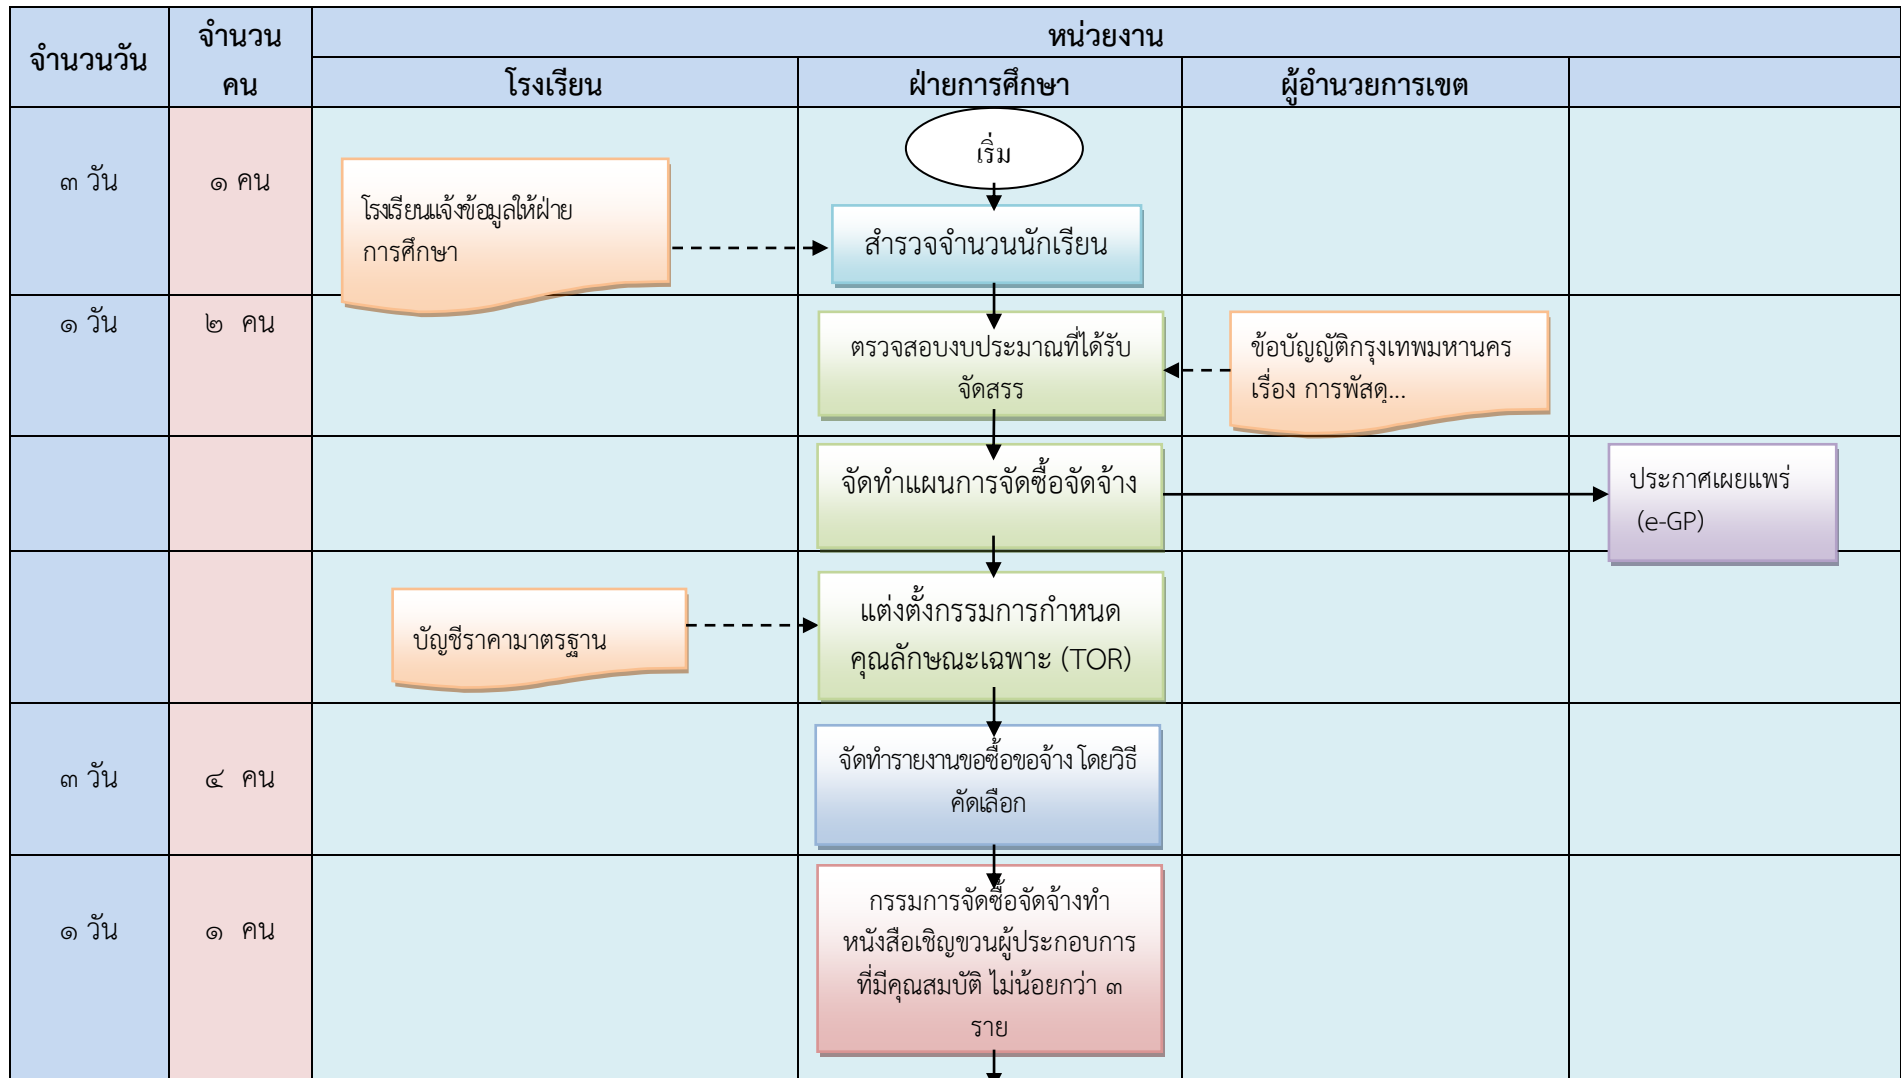 จำนวนวัน
จำนวน
คน
หน่วยงาน
โรงเรียน
ฝ่ายการศึกษา
ผู้อำนวยการเขต
๓ วัน
๑ คน
เริ่ม
โรงเรียนแจ้งข้อมูลให้ฝ่าย
การศึกษา
สำรวจจำนวนนักเรียน
๑ วัน
๒ คน
ตรวจสอบงบประมาณที่ได้รับ
จัดสรร
ข้อบัญญัติกรุงเทพมหานคร
เรื่อง การพัสดุ...
จัดทำแผนการจัดซื้อจัดจ้าง
ประกาศเผยแพร่
(e-GP)
บัญชีราคามาตรฐาน
แต่งตั้งกรรมการกำหนด
คุณลักษณะเฉพาะ (TOR)
๓ วัน
๔ คน
จัดทำรายงานขอซื้อขอจ้าง โดยวิธี
คัดเลือก
๑ วัน
๑ คน
กรรมการจัดซื้อจัดจ้างทำ
หนังสือเชิญชวนผู้ประกอบการ
ที่มีคุณสมบัติ ไม่น้อยกว่า ๓
ราย